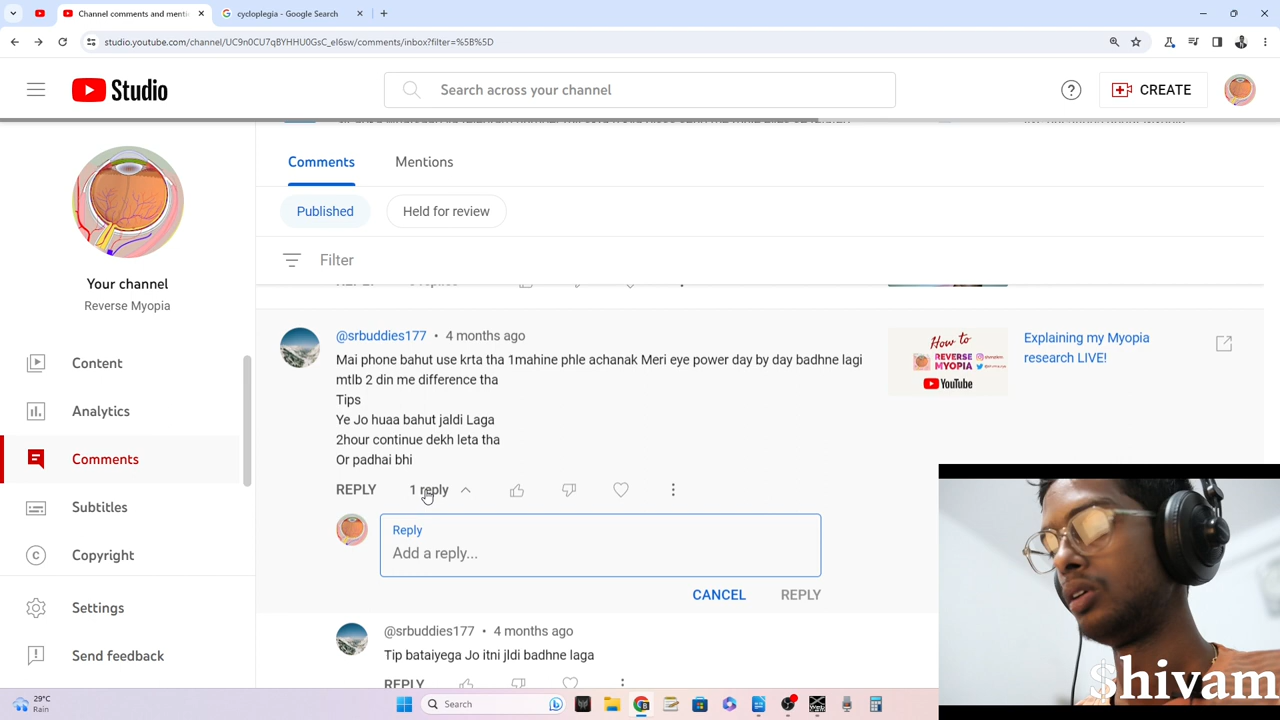 Channel comments and menti
cycloplegia - Google Search
studio.youtube.com/channel/UC9n0CU7qBYHHU0GsC_eI6sw/comments/inbox?filter=%5B%5D
Studio
Search across your channel
CREATE
Comments
Mentions
Published
Held for review
Filter
Your channel
Reverse Myopia
Content
Analytics
Comments
Subtitles
Copyright
Settings
Send feedback
@srbuddies177 • 4 months ago
Mai phone bahut use krta tha 1mahine phle achanak Meri eye power day by day badhne lagi
mtlb 2 din me difference tha
Tips
Ye Jo huaa bahut jaldi Laga
2hour continue dekh leta tha
Or padhai bhi
REPLY
1 reply
How to
REVERSE
MYOPIA
YouTube
Explaining my Myopia
research LIVE!
Reply
Add a reply...
CANCEL
REPLY
@srbuddies177 • 4 months ago
Tip bataiyega Jo itni jldi badhne laga
REPLY
$hivam
29°C
Rain
Search